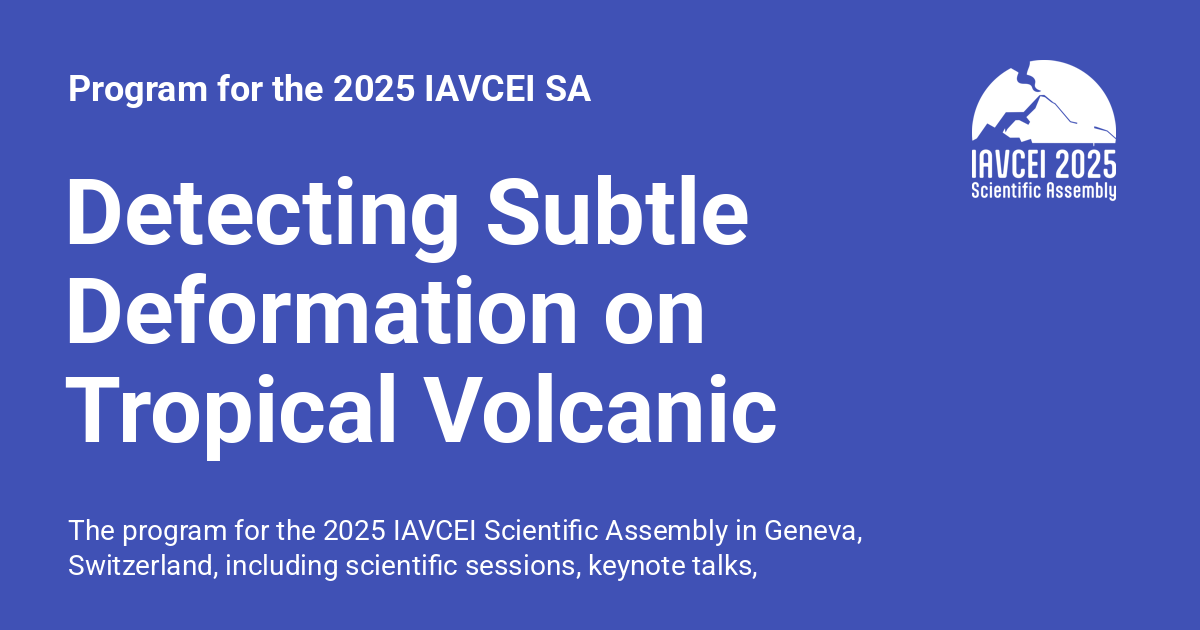 Program for the 2025 IAVCEI SA
IAVCEI 2025
Scientific Assembly
Detecting Subtle
Deformation on
Tropical Volcanic
The program for the 2025 IAVCEI Scientific Assembly in Geneva,
Switzerland, including scientific sessions, keynote talks,